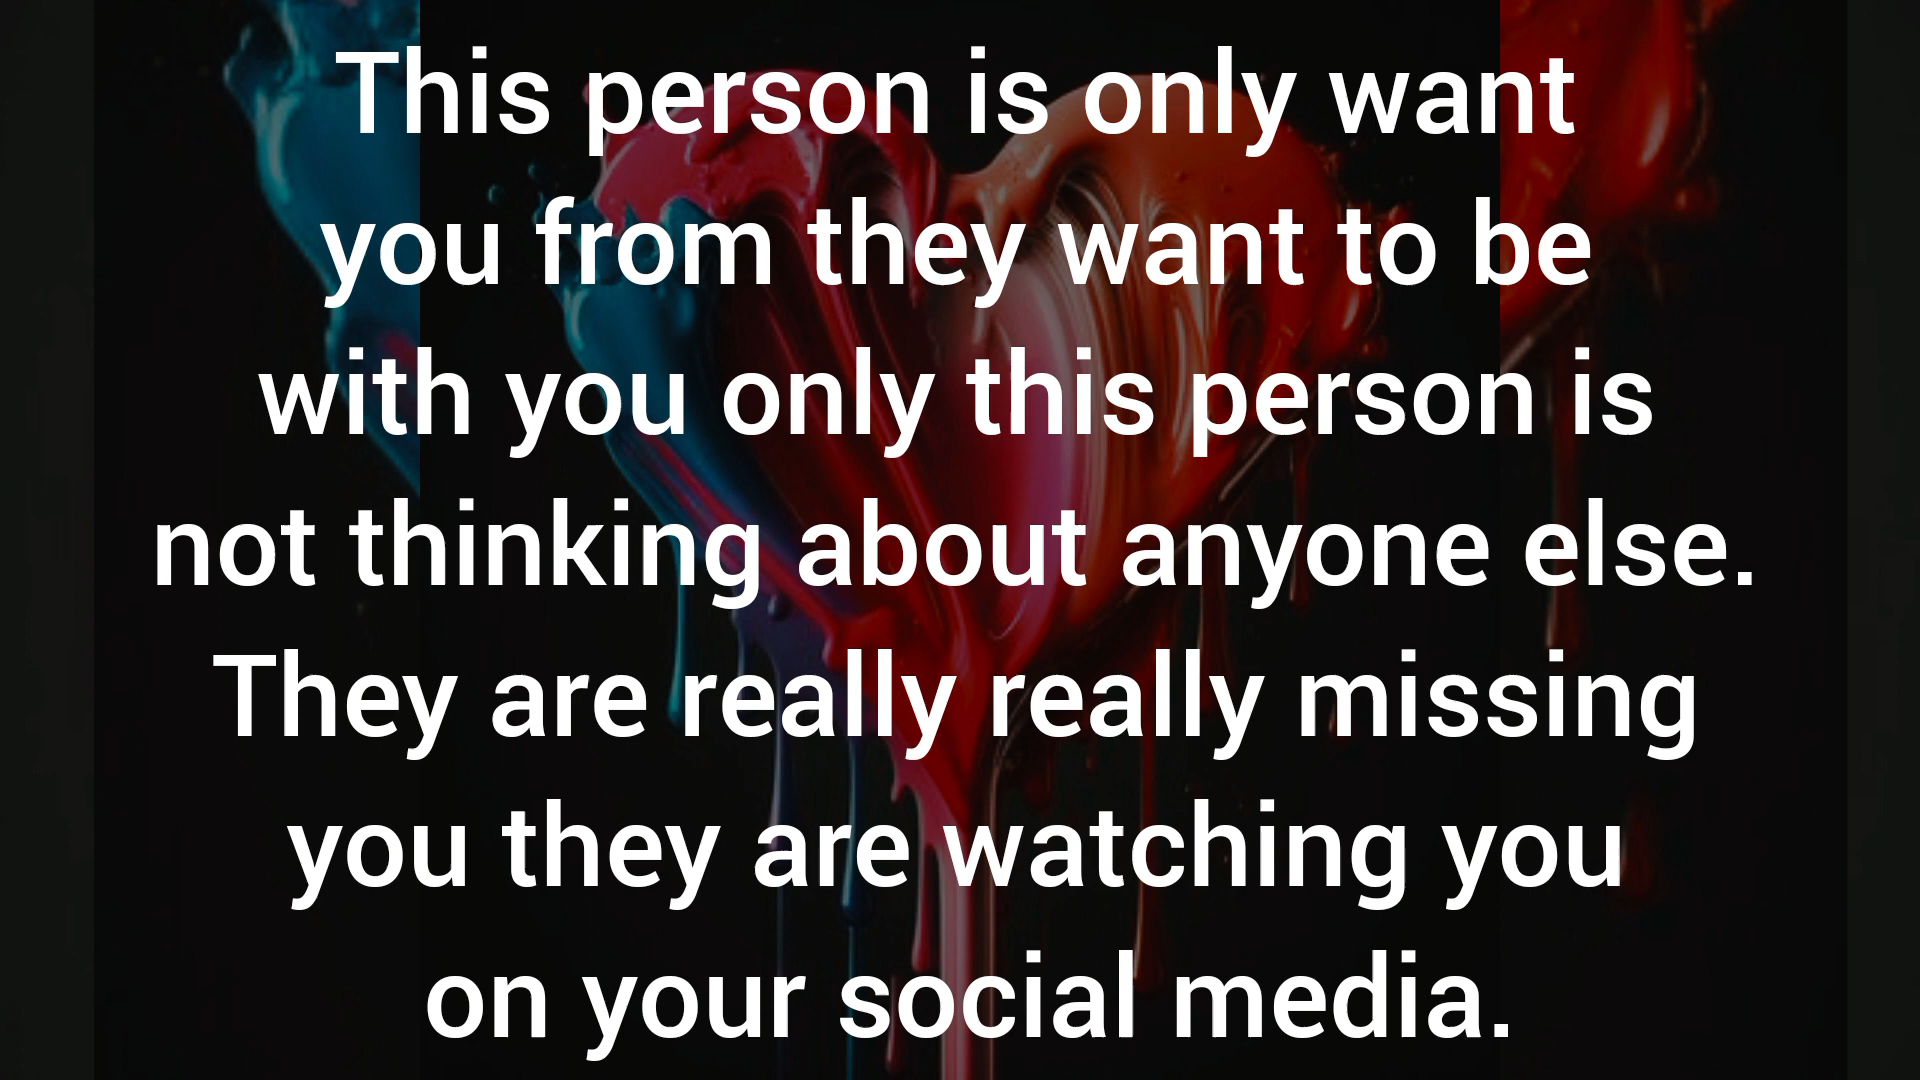 This person is only want
you from they want to be
with you only this person is
not thinking about anyone else.
They are really really missing
you they are watching you
on your social media.